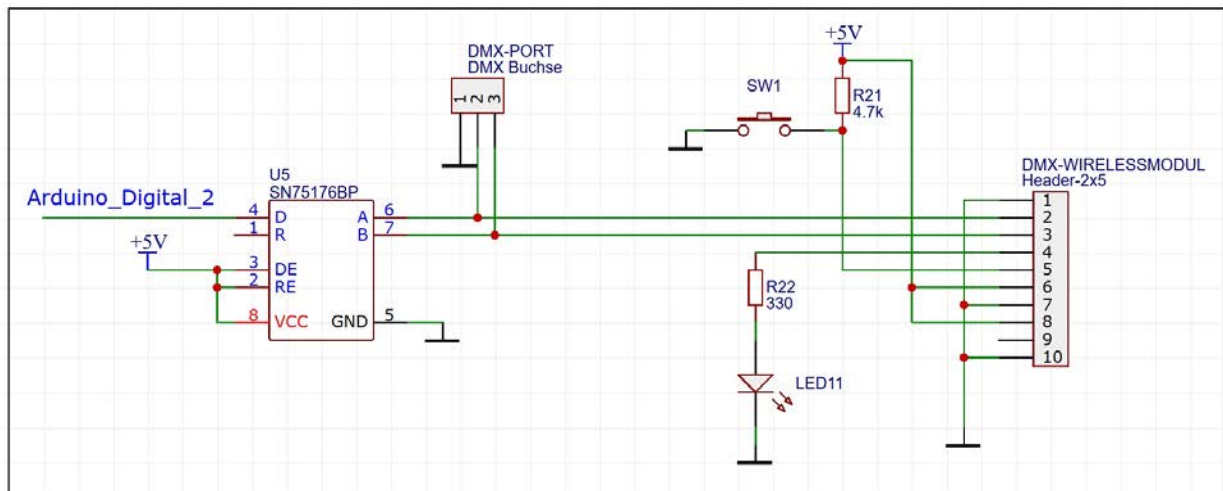 +5V
DMX-PORT
DMX Buchse
1 2 3
SW1
R21
4.7k
DMX-WIRELESSMODUL
Header-2x5
U5
SN75176BP
Arduino_Digital_2
4 D A 6
1 R B 7
+5V
3 DE
2 RE
8 VCC GND 5
R22
330
LED11
1
2
3
4
5
6
7
8
9
10